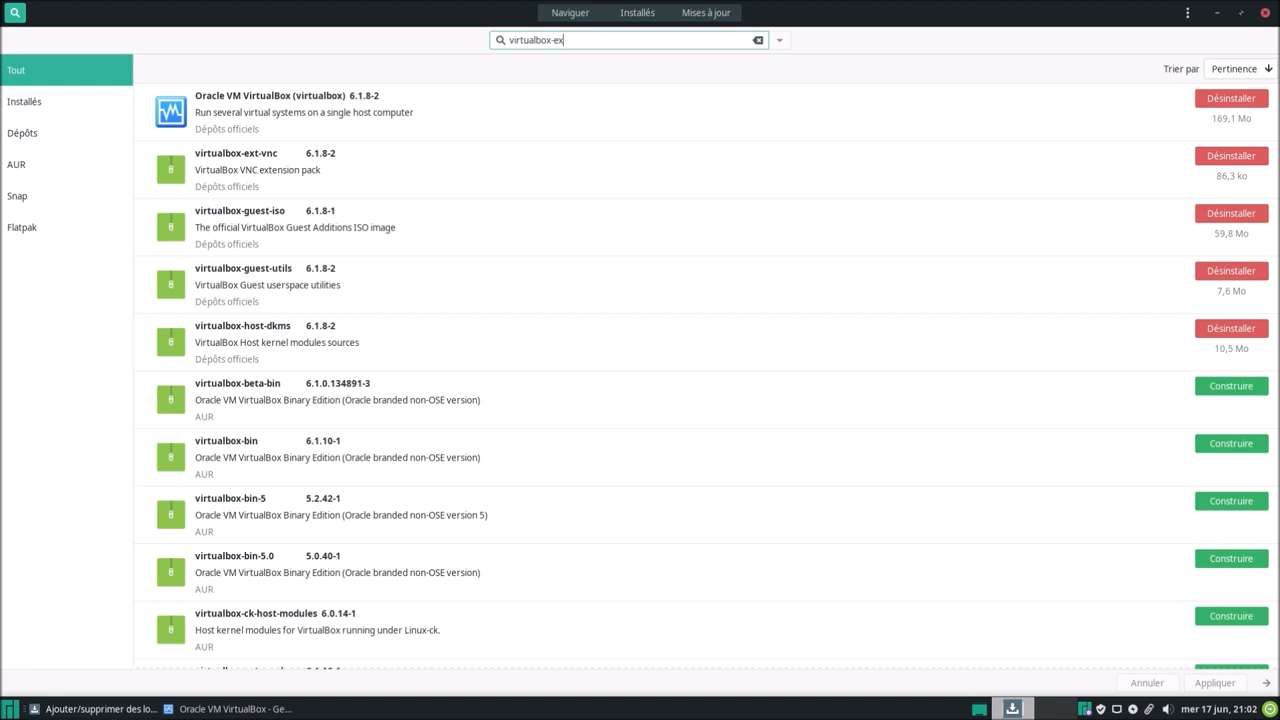 Naviguer Installés Mises à jour
virtualbox-ex
Tout
Installés
Dépôts
AUR
Snap
Flatpak
Trier par Pertinence
Oracle VM VirtualBox (virtualbox) 6.1.8-2
Run several virtual systems on a single host computer
Dépôts officiels
Désinstaller
169,1 Mo
virtualbox-ext-vnc 6.1.8-2
VirtualBox VNC extension pack
Dépôts officiels
Désinstaller
86,3 ko
virtualbox-guest-iso 6.1.8-1
The official VirtualBox Guest Additions ISO image
Dépôts officiels
Désinstaller
59,8 Mo
virtualbox-guest-utils 6.1.8-2
VirtualBox Guest userspace utilities
Dépôts officiels
Désinstaller
7,6 Mo
virtualbox-host-dkms 6.1.8-2
VirtualBox Host kernel modules sources
Dépôts officiels
Désinstaller
10,5 Mo
virtualbox-beta-bin 6.1.0.134891-3
Oracle VM VirtualBox Binary Edition (Oracle branded non-OSE version)
AUR
Construire
virtualbox-bin 6.1.10-1
Oracle VM VirtualBox Binary Edition (Oracle branded non-OSE version)
AUR
Construire
virtualbox-bin-5 5.2.42-1
Oracle VM VirtualBox Binary Edition (Oracle branded non-OSE version 5)
AUR
Construire
virtualbox-bin-5.0 5.0.40-1
Oracle VM VirtualBox Binary Edition (Oracle branded non-OSE version)
AUR
Construire
virtualbox-ck-host-modules 6.0.14-1
Host kernel modules for VirtualBox running under Linux-ck.
AUR
Construire
Annuler Appliquer
Ajouter/supprimer des lo... Oracle VM VirtualBox - Ge... mer 17 jun, 21:02